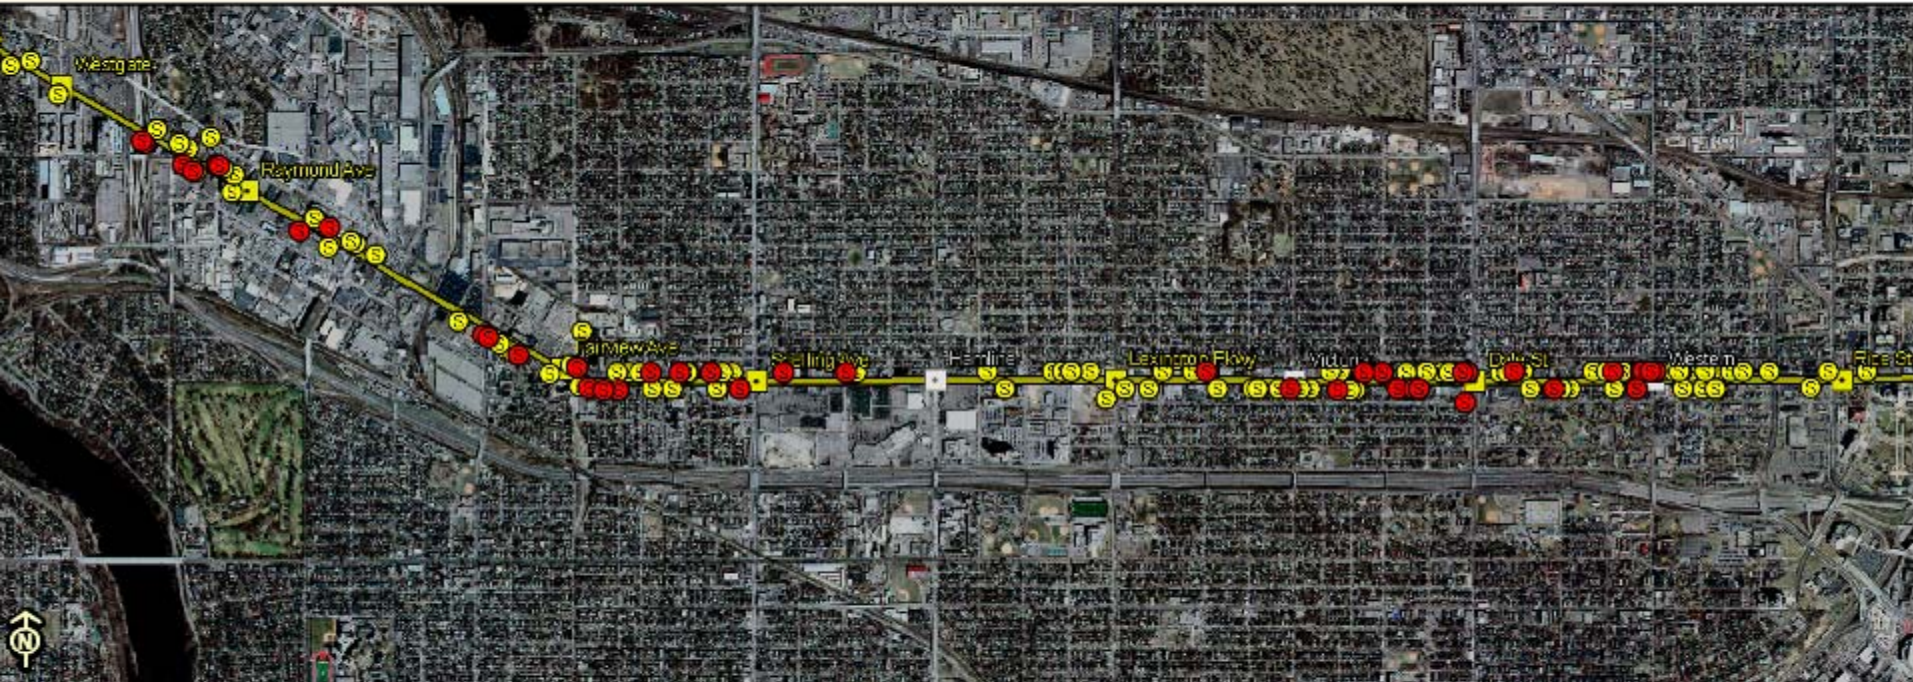 Westgate
Raymond Ave
Fairview Ave
Snelling Ave
Hamline
Lexington Pkwy
Victoria
Dale St
Western
Rice St
N